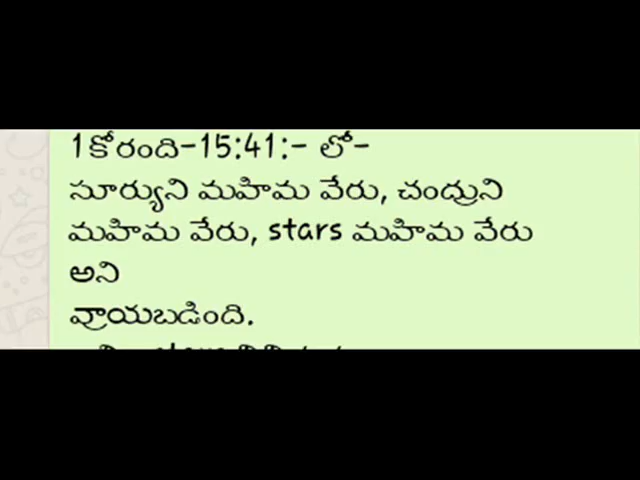 1కోరంది-15:41:- లో-
సూర్యుని మహిమ వేరు, చంద్రుని
మహిమ వేరు, stars మహిమ వేరు
అని
వ్రాయబడింది.